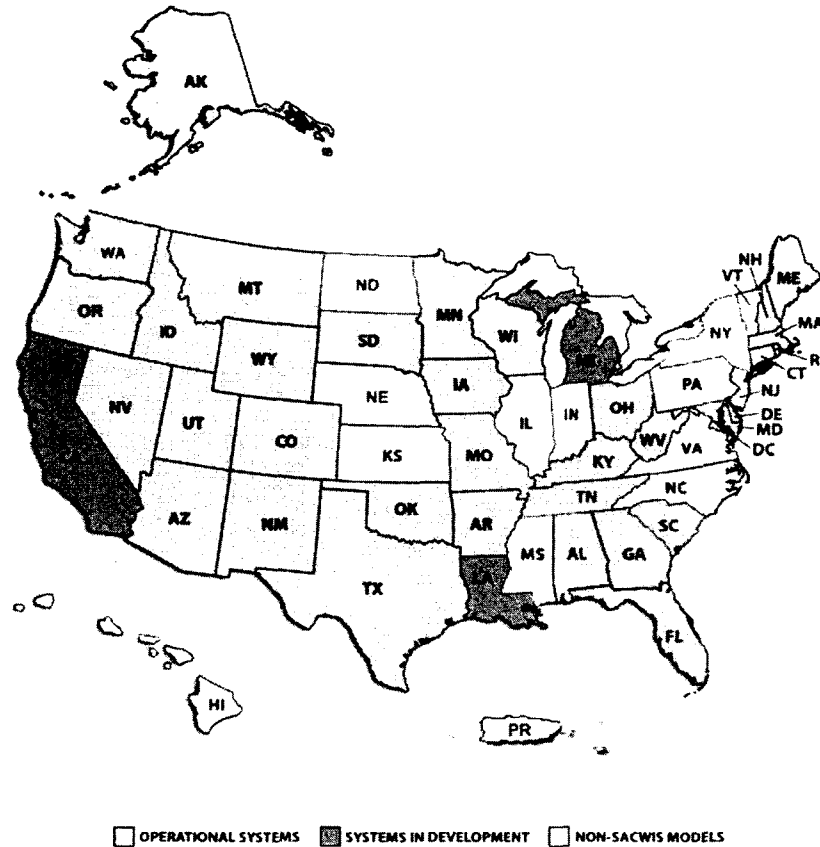 AK
WA
MT
ND
MN
OR
ID
WY
SD
WI
NH
VT
ME
NY
MA
R
CT
NV
UT
CO
NE
IA
IL
IN
OH
PA
NJ
DE
MD
DC
WV
VA
KS
MO
KY
AZ
NM
OK
AR
TN
NC
SC
TX
LA
MS
AL
GA
FL
HI
PR
OPERATIONAL SYSTEMS SYSTEMS IN DEVELOPMENT NON-SACWIS MODELS